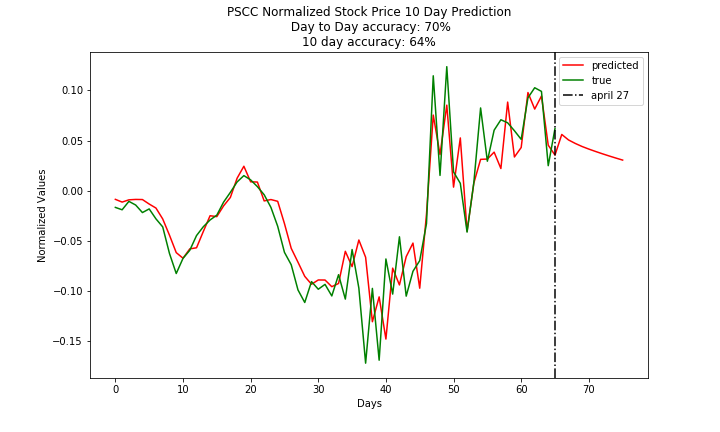 PSCC Normalized Stock Price 10 Day Prediction
Day to Day accuracy: 70%
10 day accuracy: 64%
predicted
true
april 27
0.10
0.05
0.00
−0.05
−0.10
−0.15
Normalized Values
0 10 20 30 40 50 60 70
Days